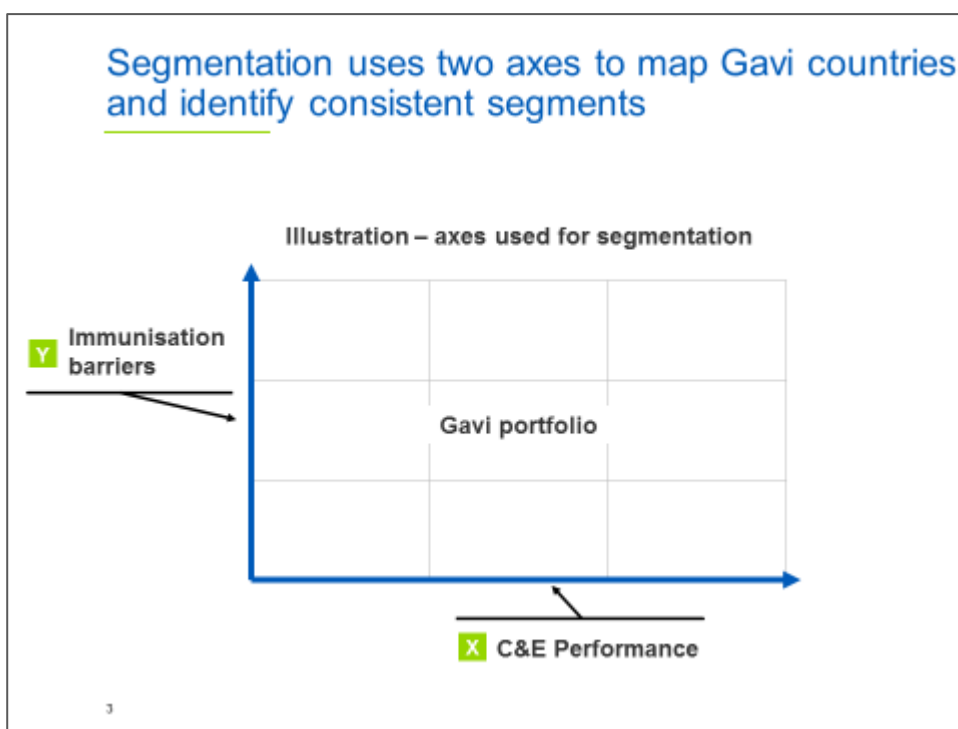 Segmentation uses two axes to map Gavi countries
and identify consistent segments
Illustration – axes used for segmentation
Y
Immunisation
barriers
Gavi portfolio
X C&E Performance
3